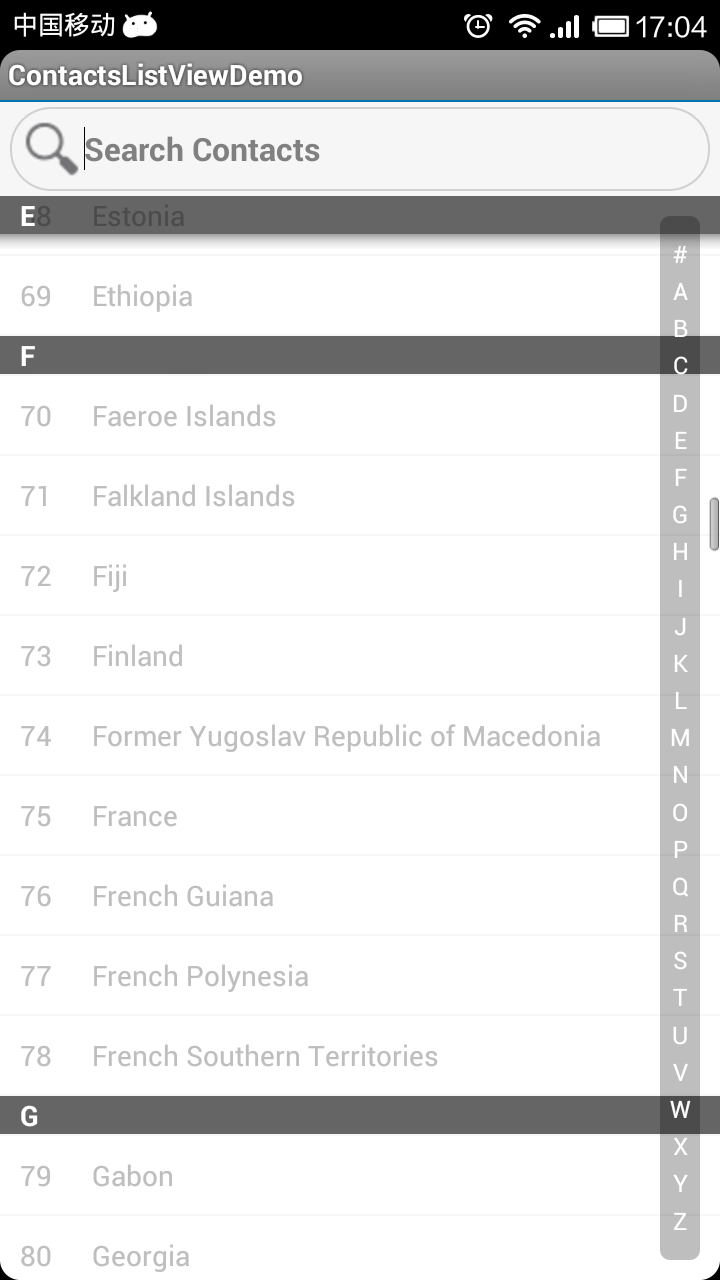 中国移动 17:04
ContactsListViewDemo
Search Contacts
E
8 Estonia
69 Ethiopia
F
70 Faeroe Islands
71 Falkland Islands
72 Fiji
73 Finland
74 Former Yugoslav Republic of Macedonia
75 France
76 French Guiana
77 French Polynesia
78 French Southern Territories
G
79 Gabon
80 Georgia
#
A
B
C
D
E
F
G
H
I
J
K
L
M
N
O
P
Q
R
S
T
U
V
W
X
Y
Z